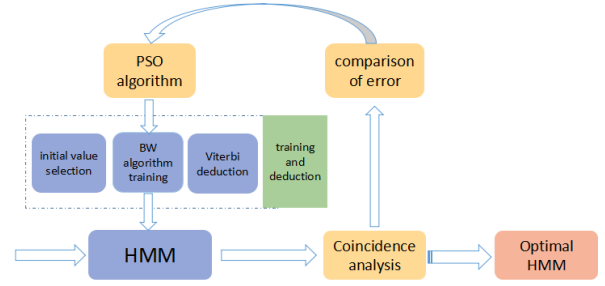 PSO
algorithm
comparison
of error
initial value
selection
BW
algorithm
training
Viterbi
deduction
training
and
deduction
HMM
Coincidence
analysis
Optimal
HMM